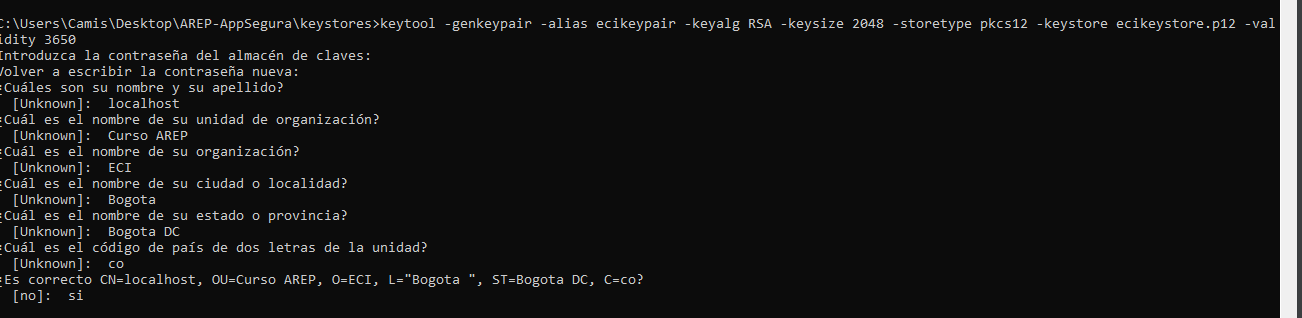 C:\Users\Camis\Desktop\AREP-AppSegura\keystores>keytool -genkeypair -alias ecikeypair -keyalg RSA -keysize 2048 -storetype pkcs12 -keystore ecikeystore.p12 -val
idity 3650
Introduzca la contraseña del almacén de claves:
Volver a escribir la contraseña nueva:
¿Cuáles son su nombre y su apellido?
  [Unknown]:  localhost
¿Cuál es el nombre de su unidad de organización?
  [Unknown]:  Curso AREP
¿Cuál es el nombre de su organización?
  [Unknown]:  ECI
¿Cuál es el nombre de su ciudad o localidad?
  [Unknown]:  Bogota
¿Cuál es el nombre de su estado o provincia?
  [Unknown]:  Bogota DC
¿Cuál es el código de país de dos letras de la unidad?
  [Unknown]:  co
¿Es correcto CN=localhost, OU=Curso AREP, O=ECI, L="Bogota ", ST=Bogota DC, C=co?
  [no]:  si